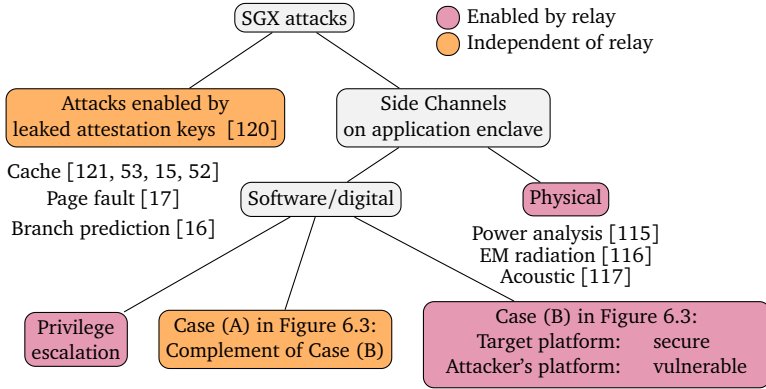 SGX attacks
Enabled by relay
Independent of relay
Attacks enabled by
leaked attestation keys [120]
Side Channels
on application enclave
Cache [121, 53, 15, 52]
Page fault [17]
Branch prediction [16]
Software/digital
Physical
Power analysis [115]
EM radiation [116]
Acoustic [117]
Privilege
escalation
Case (A) in Figure 6.3:
Complement of Case (B)
Case (B) in Figure 6.3:
Target platform: secure
Attacker's platform: vulnerable